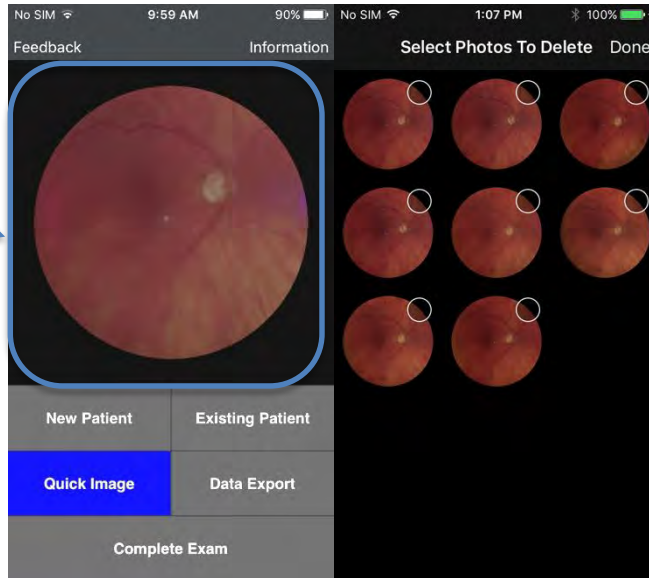 No SIM 9:59 AM 90%
Feedback Information
New Patient Existing Patient
Quick Image Data Export
Complete Exam
No SIM 1:07 PM 100%
Select Photos To Delete Done